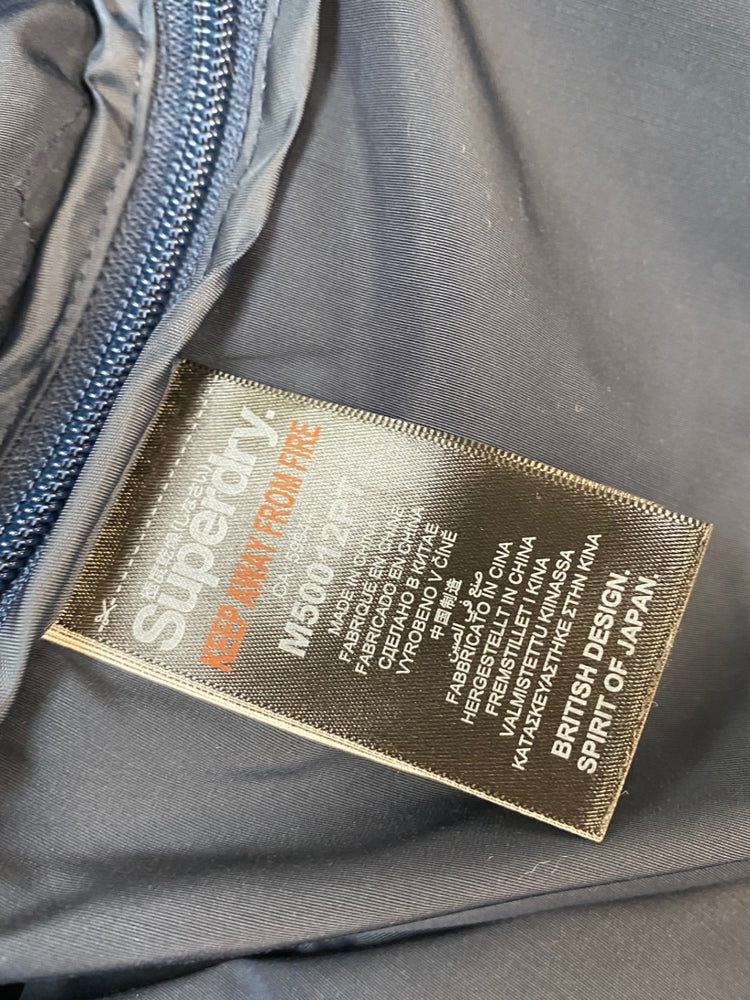 極度乾燥(しなさい)
Superdry.
KEEP AWAY FROM FIRE
M50012PT
MADE IN CHINA
FABRIQUE EN CHINE
FABRICADO EN CHINA
СДЕЛАНО В КИТАЕ
VYROBENO V ČÍNĚ
中国制造
صنع في الصين
FABBRICATO IN CINA
HERGESTELLT IN CHINA
FREMSTILLET I KINA
VALMISTETTU KIINASSA
ΚΑΤΑΣΚΕΥΑΣΤΗΚΕ ΣΤΗΝ ΚΙΝΑ
BRITISH DESIGN.
SPIRIT OF JAPAN.